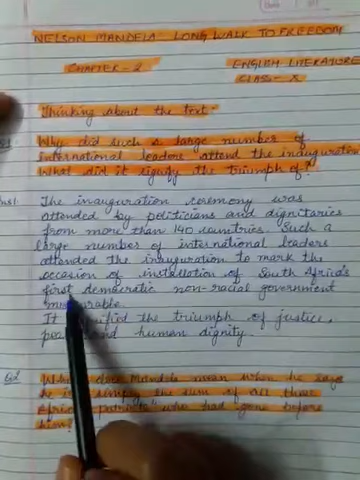 NELSON MANDELA - LONG WALK TO FREEDOM
CHAPTER - 2
ENGLISH LITERATURE
CLASS - X
Thinking about the text -
Why did such a large number of
international leaders attend the inauguration
What did it signify the triumph of?
Ans1 The inauguration ceremony was
attended by politicians and dignitaries
from more than 140 countries. Such a
large number of international leaders
attended the inauguration to mark the
occasion of installation of South Africa's
first democratic non-racial government
It the triumph of justice,
human dignity.
Q2 does Mandela mean when he says
he is simply the sum of all those
African patriots who had gone before
him?